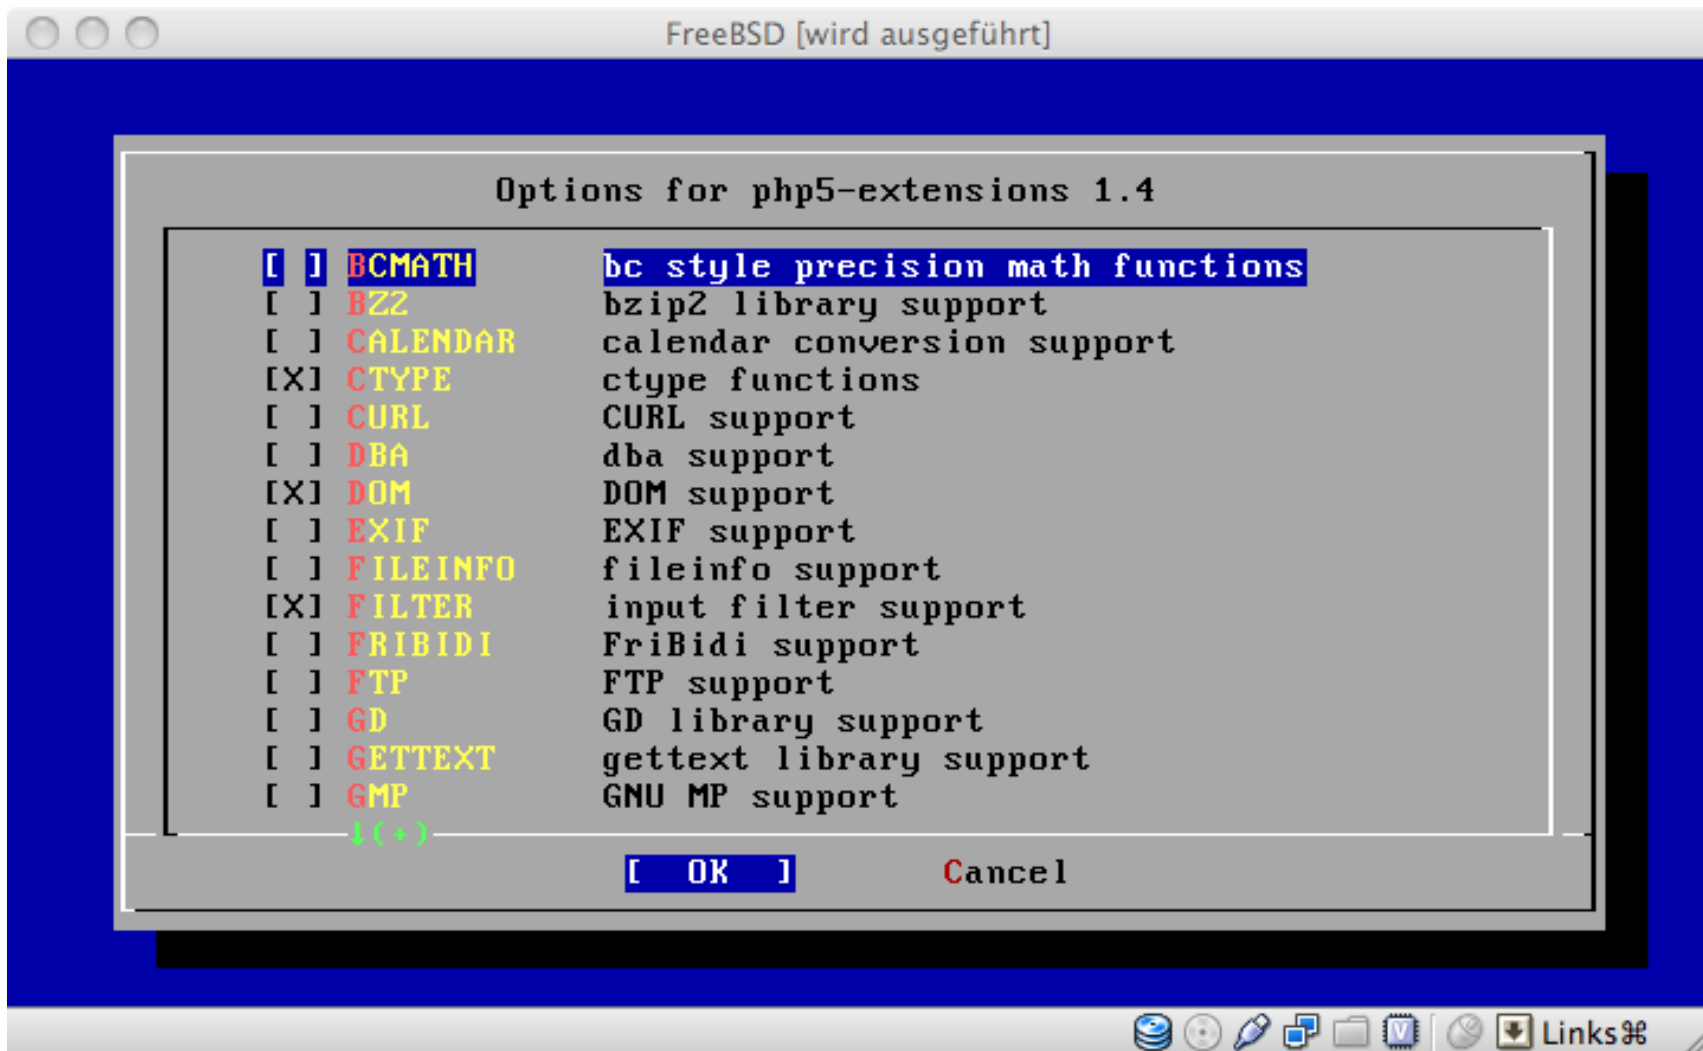 FreeBSD [wird ausgeführt]
Options for php5-extensions 1.4
[ ] BCMATH bc style precision math functions
[ ] BZ2 bzip2 library support
[ ] CALENDAR calendar conversion support
[X] CTYPE ctype functions
[ ] CURL CURL support
[ ] DBA dba support
[X] DOM DOM support
[ ] EXIF EXIF support
[ ] FILEINFO fileinfo support
[X] FILTER input filter support
[ ] FRIBIDI FriBidi support
[ ] FTP FTP support
[ ] GD GD library support
[ ] GETTEXT gettext library support
[ ] GMP GNU MP support
↓(+)
[ OK ] Cancel
V Links⌘